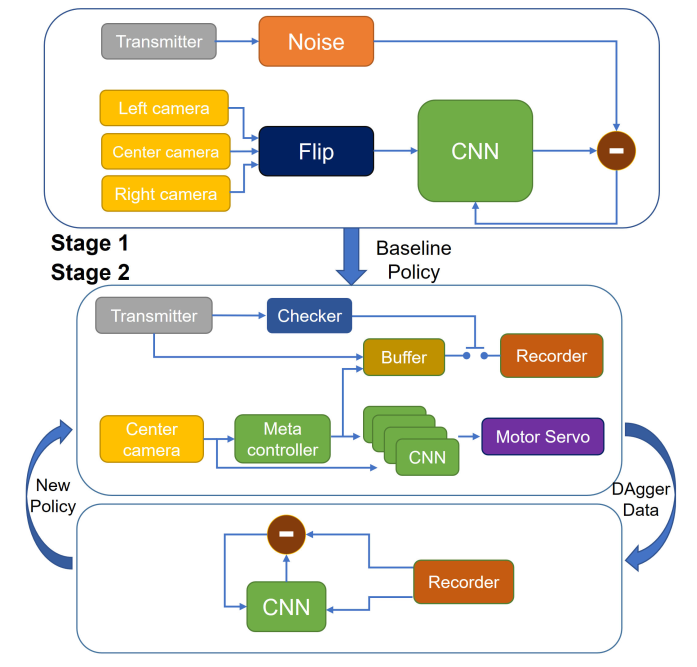 Transmitter
Noise
Left camera
Center camera
Right camera
Flip
CNN
-
Stage 1
Stage 2
Baseline
Policy
Transmitter
Checker
Buffer
Recorder
Center
camera
Meta
controller
CNN
Motor Servo
New
Policy
DAgger
Data
-
CNN
Recorder